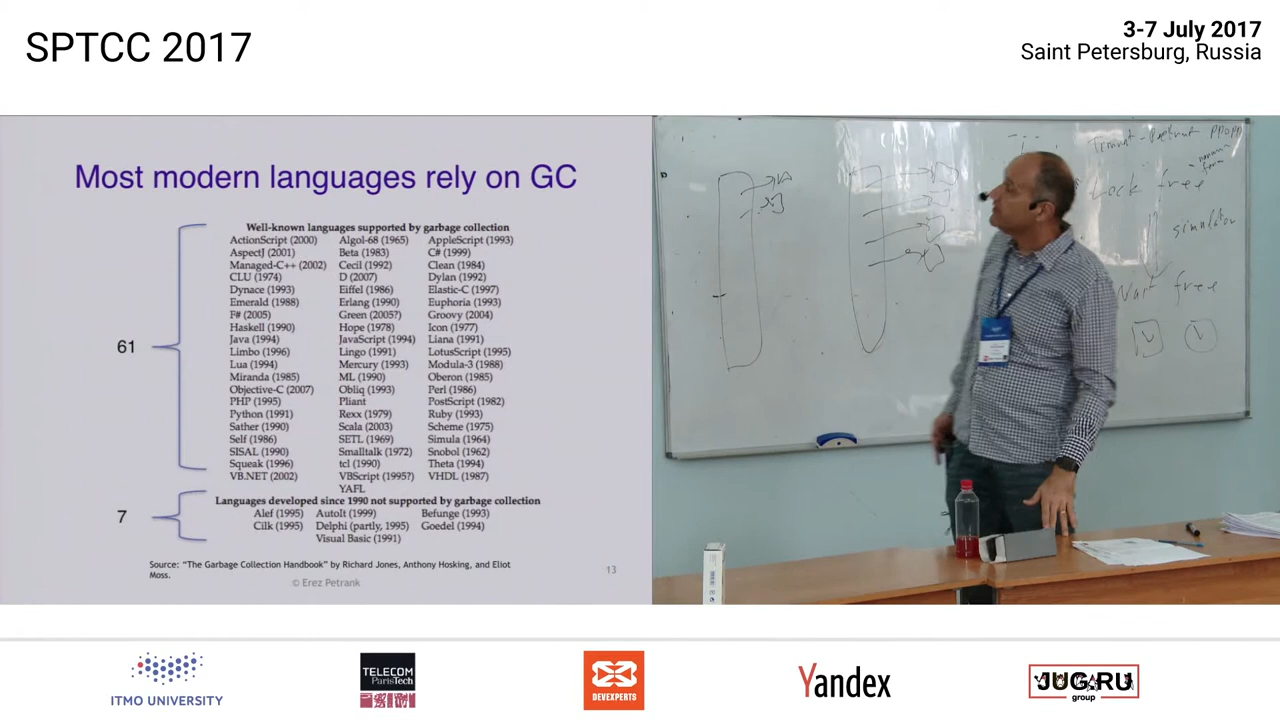 SPTCC 2017
3-7 July 2017
Saint Petersburg, Russia
Most modern languages rely on GC
Well-known languages supported by garbage collection
ActionScript (2000) Algol-68 (1965) AppleScript (1993)
AspectJ (2001) Beta (1983) C# (1999)
Managed-C++ (2002) Cecil (1992) Clean (1984)
CLU (1974) D (2007) Dylan (1992)
Dynace (1993) Eiffel (1986) Elastic-C (1997)
Emerald (1988) Erlang (1990) Euphoria (1993)
F# (2005) Green (2005?) Groovy (2004)
Haskell (1990) Hope (1978) Icon (1977)
Java (1994) JavaScript (1994) Liana (1991)
Limbo (1996) Lingo (1991) LotusScript (1995)
Lua (1994) Mercury (1993) Modula-3 (1988)
Miranda (1985) ML (1990) Oberon (1985)
Objective-C (2007) Obliq (1993) Perl (1986)
PHP (1995) Pliant PostScript (1982)
Python (1991) Rexx (1979) Ruby (1993)
Sather (1990) Scala (2003) Scheme (1975)
Self (1986) SETL (1969) Simula (1964)
SISAL (1990) Smalltalk (1972) Snobol (1962)
Squeak (1996) tcl (1990) Theta (1994)
VB.NET (2002) VBScript (1995?) VHDL (1987)
YAFL
61
Languages developed since 1990 not supported by garbage collection
Alef (1995) AutoIt (1999) Befunge (1993)
Cilk (1995) Delphi (partly, 1995) Goedel (1994)
Visual Basic (1991)
7
Source: "The Garbage Collection Handbook" by Richard Jones, Anthony Hosking, and Eliot
Moss.
© Erez Petrank
13
Lock free
simulator
free
ITMO UNIVERSITY
TELECOM
ParisTech
DEVEXPERTS
Yandex
JUG.RU
group